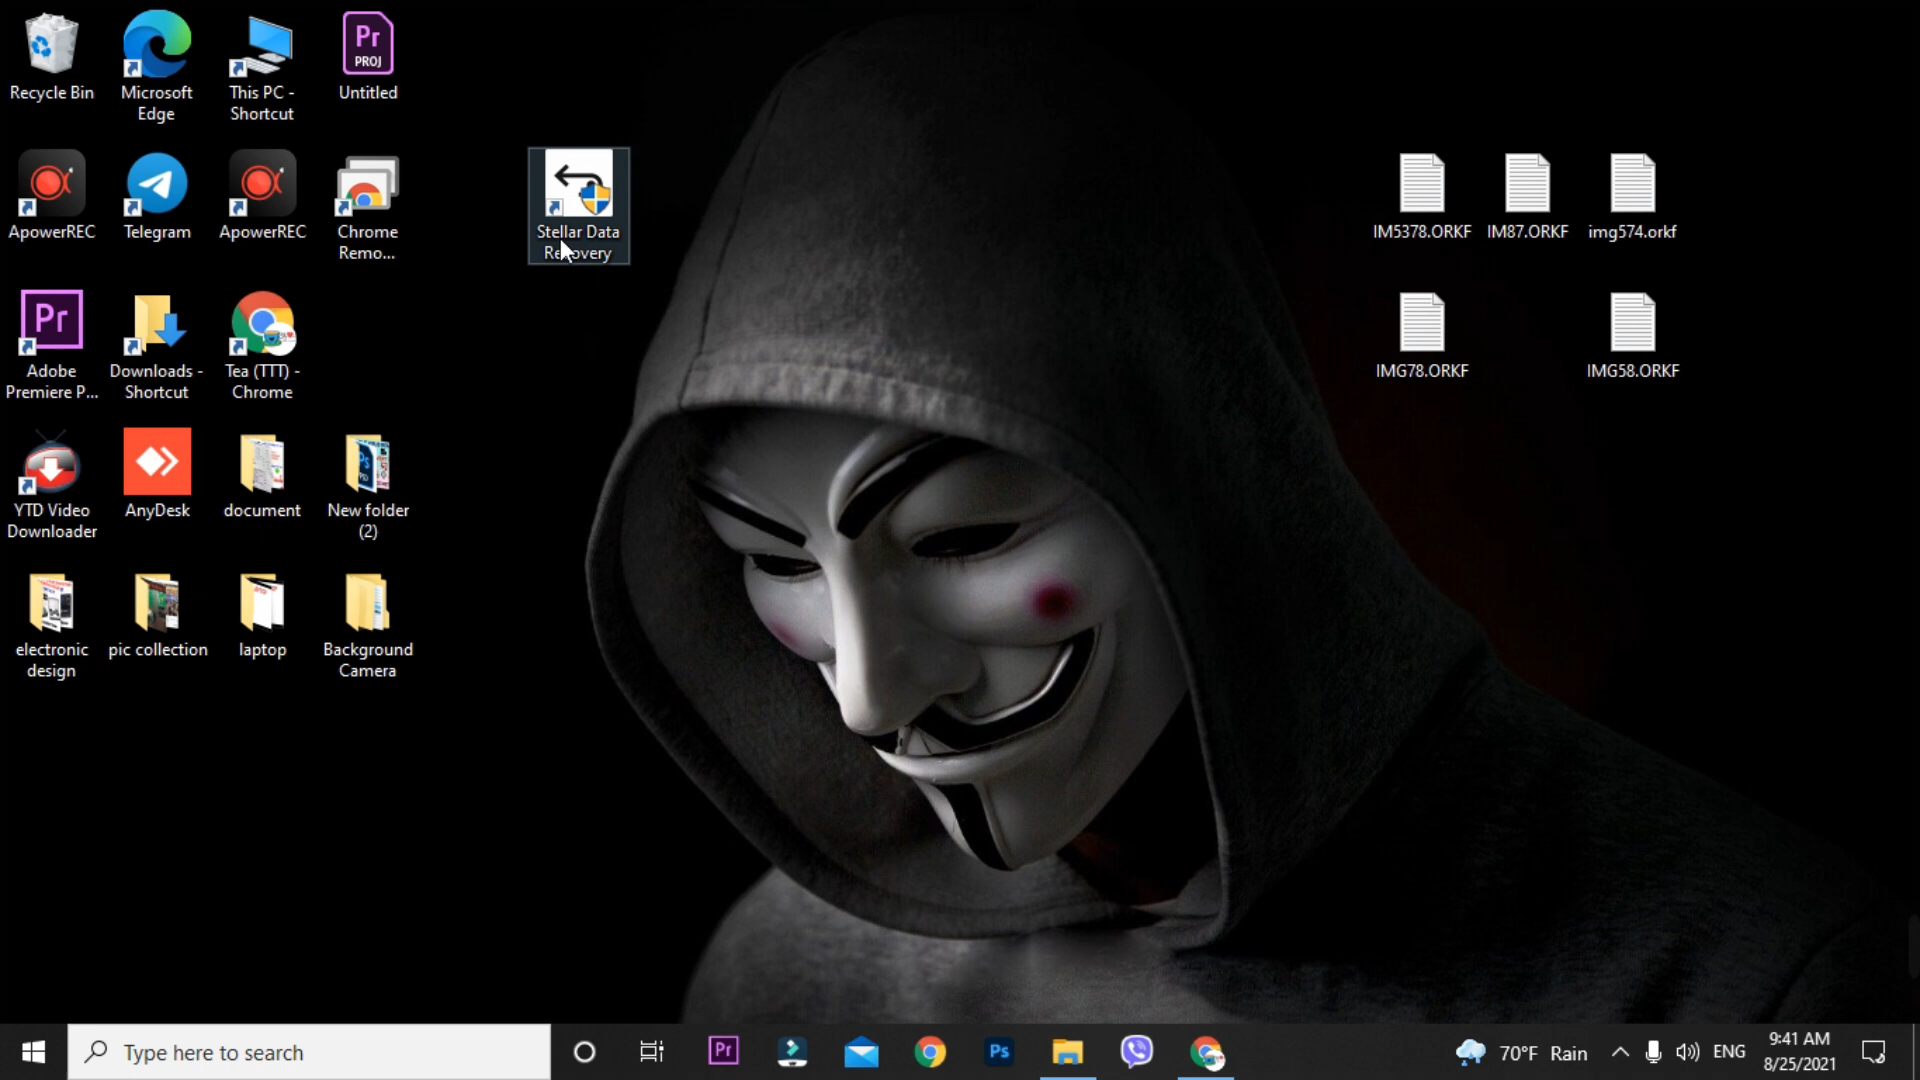 Pr
PROJ
Recycle Bin
Microsoft
Edge
This PC -
Shortcut
Untitled
ApowerREC
Telegram
ApowerREC
Chrome
Remo...
Stellar Data
Recovery
IM5378.ORKF
IM87.ORKF
img574.orkf
Pr
Adobe
Premiere P...
Downloads -
Shortcut
Tea (TTT) -
Chrome
IMG78.ORKF
IMG58.ORKF
YTD Video
Downloader
AnyDesk
document
New folder
(2)
electronic
design
pic collection
laptop
Background
Camera
Type here to search
Pr
Ps
70°F Rain
ENG
9:41 AM
8/25/2021